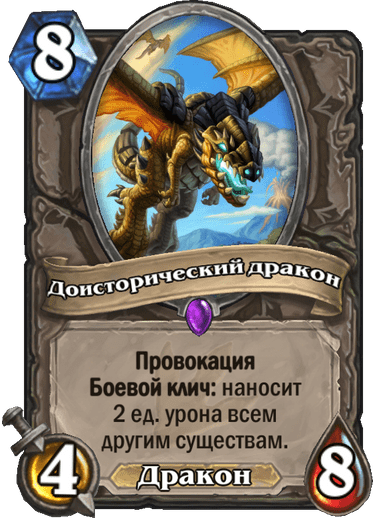 8
Доисторический дракон
Провокация
Боевой клич: наносит
2 ед. урона всем
другим существам.
4 Дракон 8